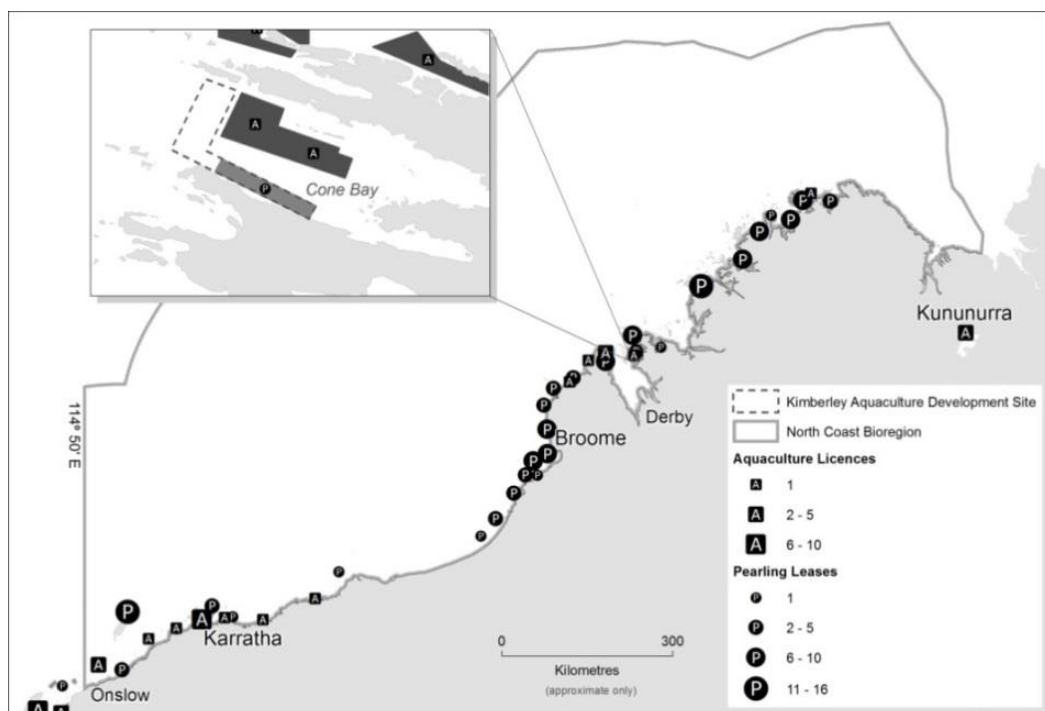 A
A
A
A
P
Cone Bay
P
A
P
P
P
P
P
P
Kununurra
A
P
A
P
A
P
A
P
A
P
P
Derby
P
Broome
P
P
P
P
P
P
P
P
114° 50' E
P
P
A
P
A
A
P
A
A
A
Karratha
A
P
P
Onslow
A
A
0
300
Kilometres
(approximate only)
Kimberley Aquaculture Development Site
North Coast Bioregion
Aquaculture Licences
A 1
A 2 - 5
A 6 - 10
Pearling Leases
P 1
P 2 - 5
P 6 - 10
P 11 - 16